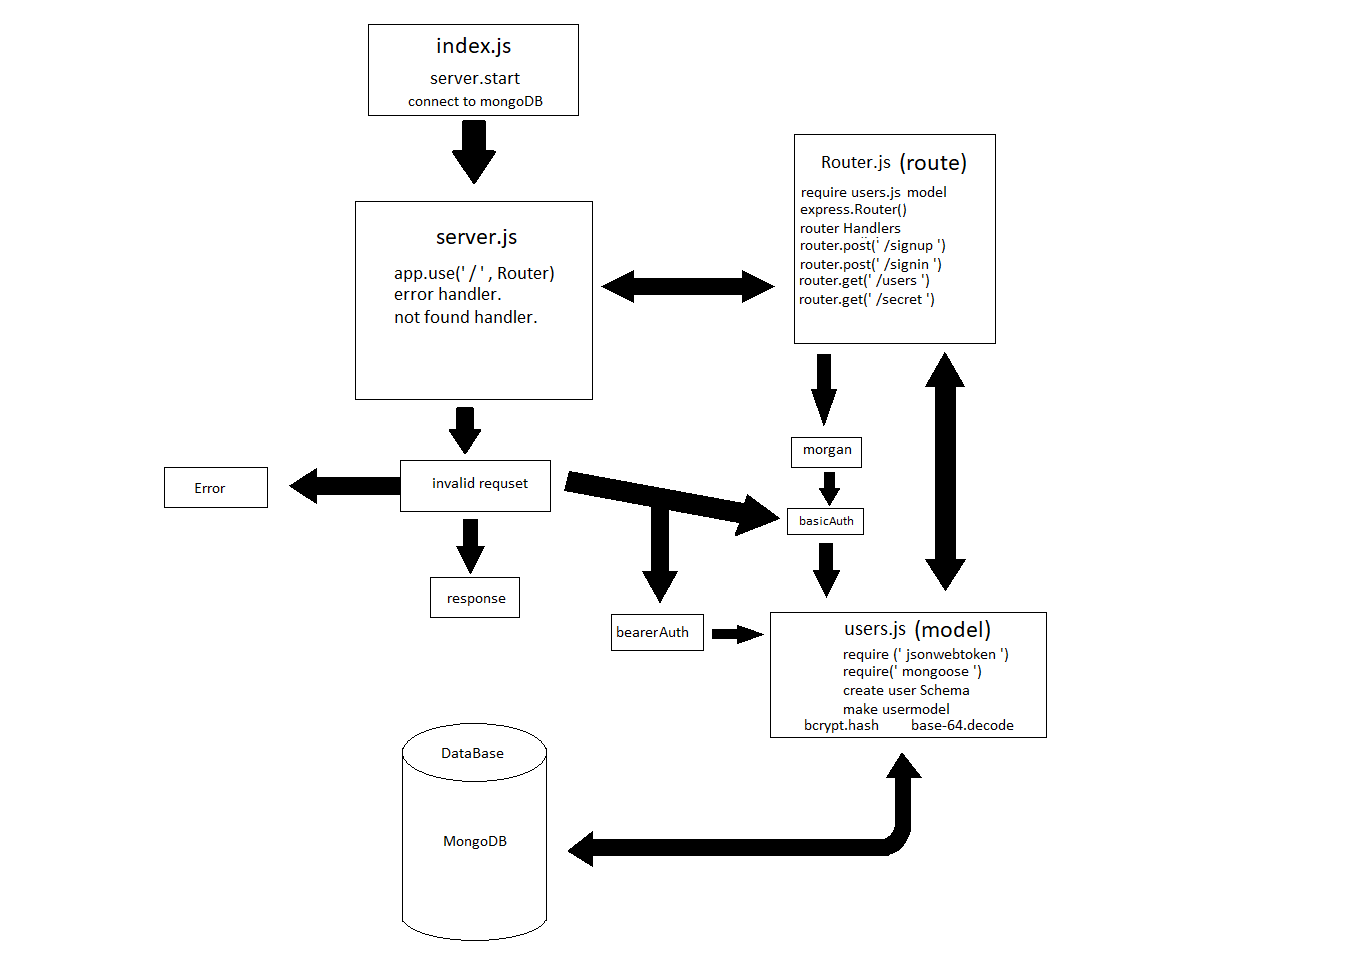 index.js
server.start
connect to mongoDB
server.js
app.use(' / ' , Router)
error handler.
not found handler.
Router.js (route)
require users.js model
express.Router()
router Handlers
router.post(' /signup ')
router.post(' /signin ')
router.get(' /users ')
router.get(' /secret ')
morgan
basicAuth
invalid requset
Error
response
bearerAuth
users.js (model)
require (' jsonwebtoken ')
require(' mongoose ')
create user Schema
make usermodel
bcrypt.hash base-64.decode
DataBase
MongoDB